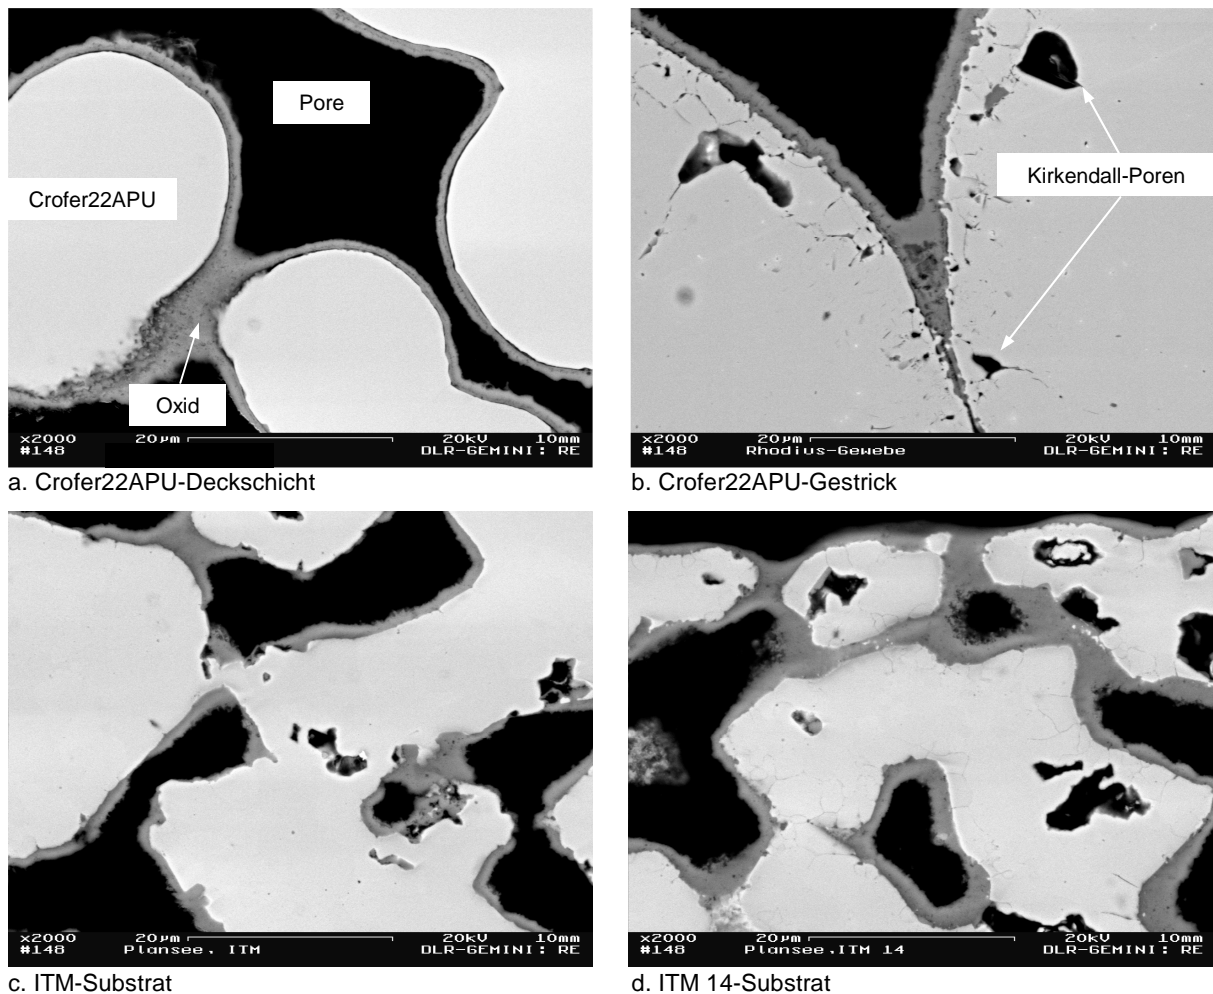 Pore
Crofer22APU
Oxid
x2000 20µm 20kV 10mm
#148 DLR-GEMINI: RE
a. Crofer22APU-Deckschicht
Kirkendall-Poren
x2000 20µm 20kV 10mm
#148 Rhodius-Gewebe DLR-GEMINI: RE
b. Crofer22APU-Gestrick
x2000 20µm 20kV 10mm
#148 Plansee, ITM DLR-GEMINI: RE
c. ITM-Substrat
x2000 20µm 20kV 10mm
#148 Plansee,ITM 14 DLR-GEMINI: RE
d. ITM 14-Substrat